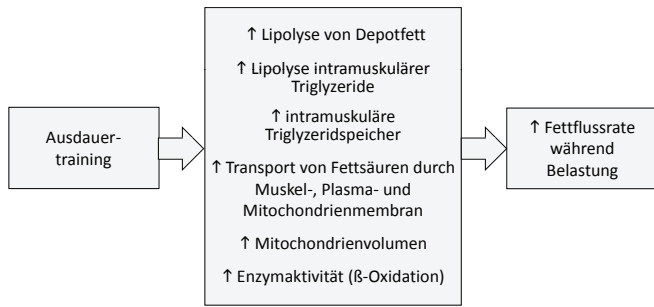 Ausdauer-
training
↑ Lipolyse von Depotfett
↑ Lipolyse intramuskulärer
Triglyzeride
↑ intramuskuläre
Triglyzeridspeicher
↑ Transport von Fettsäuren durch
Muskel-, Plasma- und
Mitochondrienmembran
↑ Mitochondrienvolumen
↑ Enzymaktivität (ß-Oxidation)
↑ Fettflussrate
während
Belastung